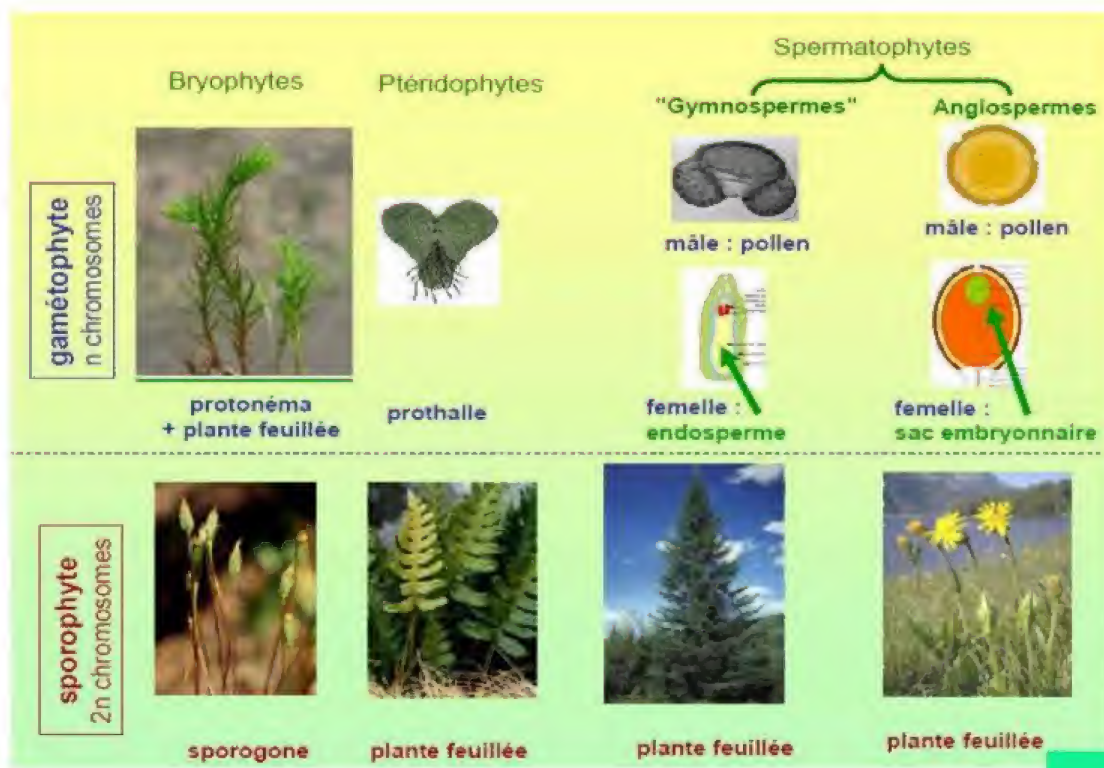 Spermatophytes
Bryophytes
Ptéridophytes
"Gymnospermes"
Angiospermes
gamétophyte
n chromosomes
mâle : pollen
mâle : pollen
protonéma
+ plante feuillée
prothalle
femelle :
endosperme
femelle :
sac embryonnaire
sporophyte
2n chromosomes
sporogone
plante feuillée
plante feuillée
plante feuillée